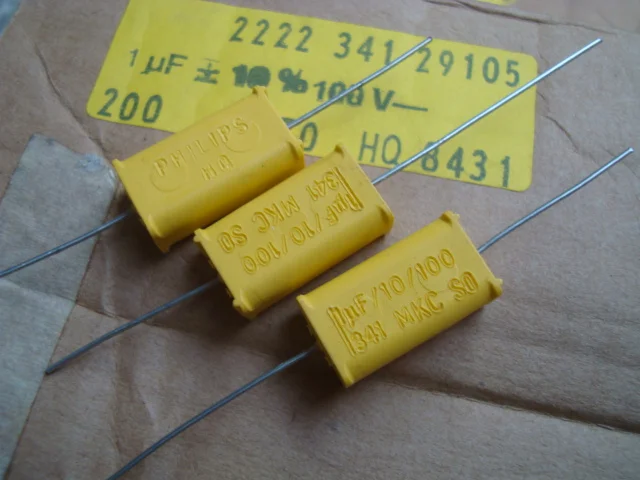 2222 341 29105
1 µF ± 10 % 100 V—
200
HQ 8431
PHILIPS
HQ
1µF/10/100
341 MKC SO
1µF/10/100
341 MKC SO